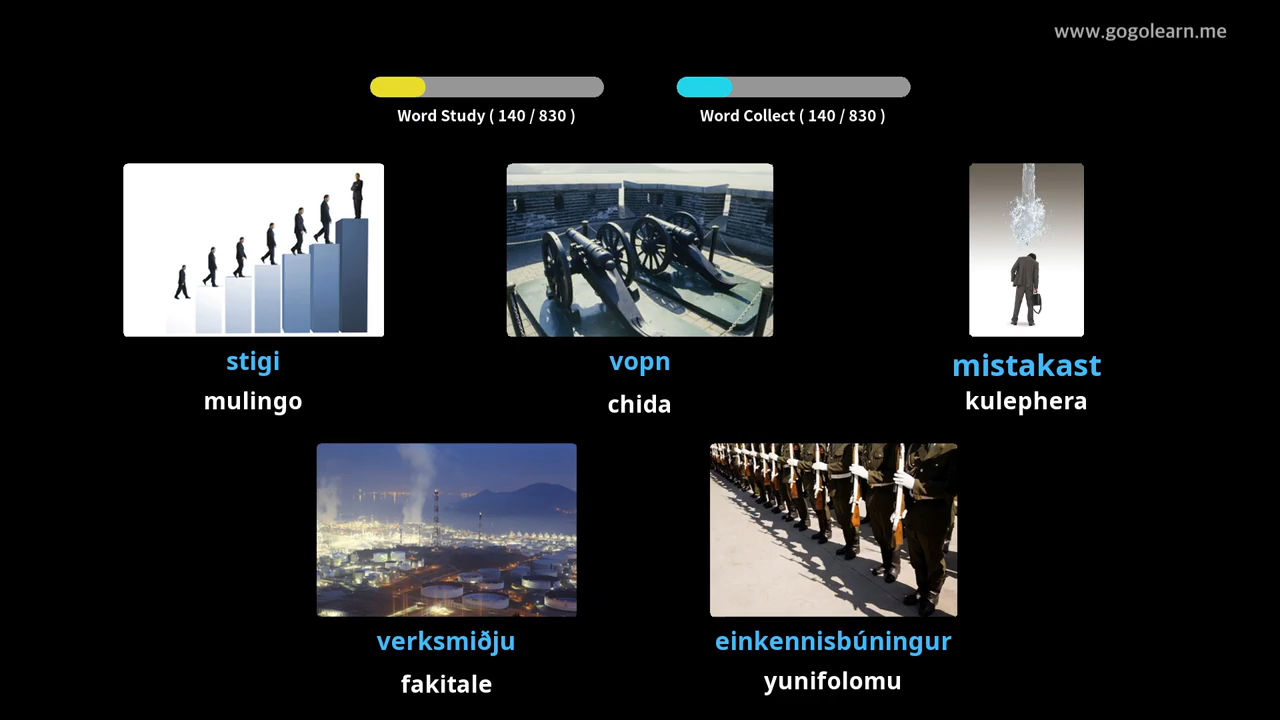 www.gogolearn.me
Word Study ( 140 / 830 )
Word Collect ( 140 / 830 )
stigi
mulingo
vopn
chida
mistakast
kulephera
verksmiðju
fakitale
einkennisbúningur
yunifolomu